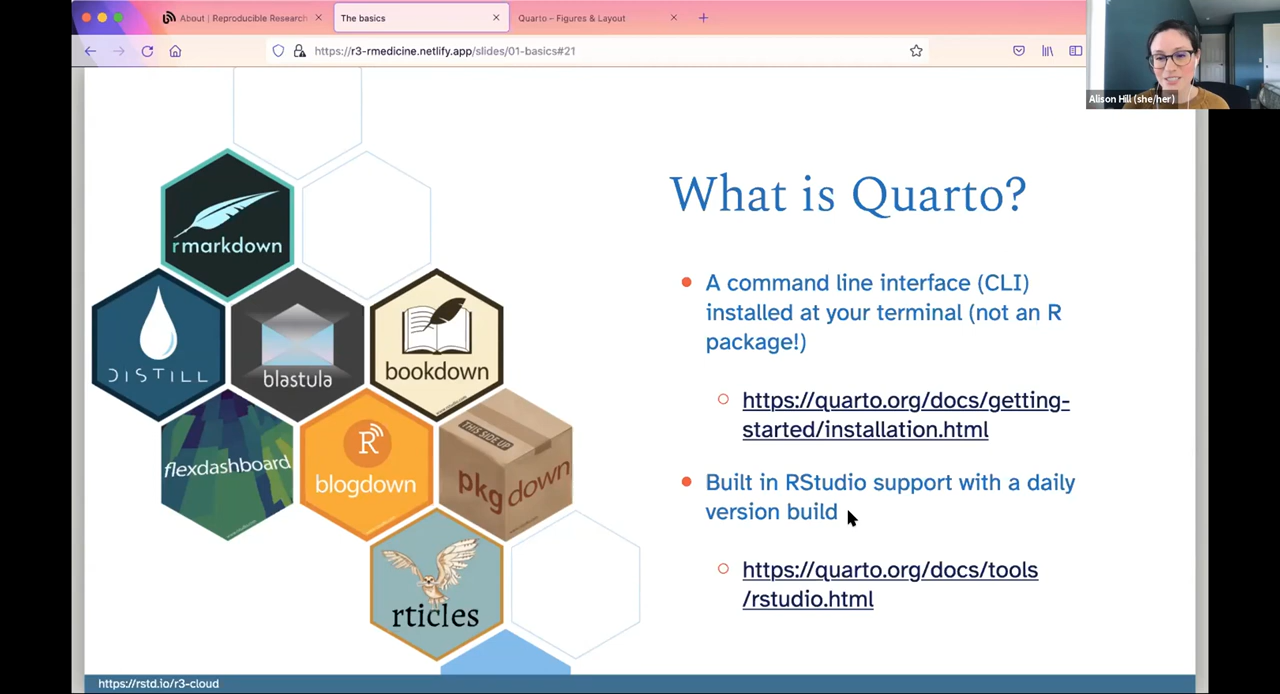 About | Reproducible Research
The basics
Quarto – Figures & Layout
https://r3-rmedicine.netlify.app/slides/01-basics#21
Alison Hill (she/her)
What is Quarto?
A command line interface (CLI)
installed at your terminal (not an R
package!)
https://quarto.org/docs/getting-
started/installation.html
Built in RStudio support with a daily
version build
https://quarto.org/docs/tools
/rstudio.html
rmarkdown
DISTILL
blastula
bookdown
flexdashboard
R
blogdown
THIS SIDE UP
pkgdown
rticles
https://rstd.io/r3-cloud